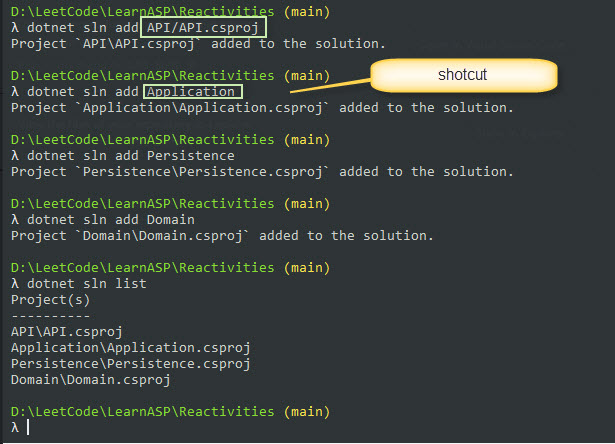 D:\LeetCode\LearnASP\Reactivities (main)
λ dotnet sln add API/API.csproj
Project `API\API.csproj` added to the solution.
D:\LeetCode\LearnASP\Reactivities (main)
shotcut
λ dotnet sln add Application
Project `Application\Application.csproj` added to the solution.
D:\LeetCode\LearnASP\Reactivities (main)
λ dotnet sln add Persistence
Project `Persistence\Persistence.csproj` added to the solution.
D:\LeetCode\LearnASP\Reactivities (main)
λ dotnet sln add Domain
Project `Domain\Domain.csproj` added to the solution.
D:\LeetCode\LearnASP\Reactivities (main)
λ dotnet sln list
Project(s)
----------
API\API.csproj
Application\Application.csproj
Persistence\Persistence.csproj
Domain\Domain.csproj
D:\LeetCode\LearnASP\Reactivities (main)
λ